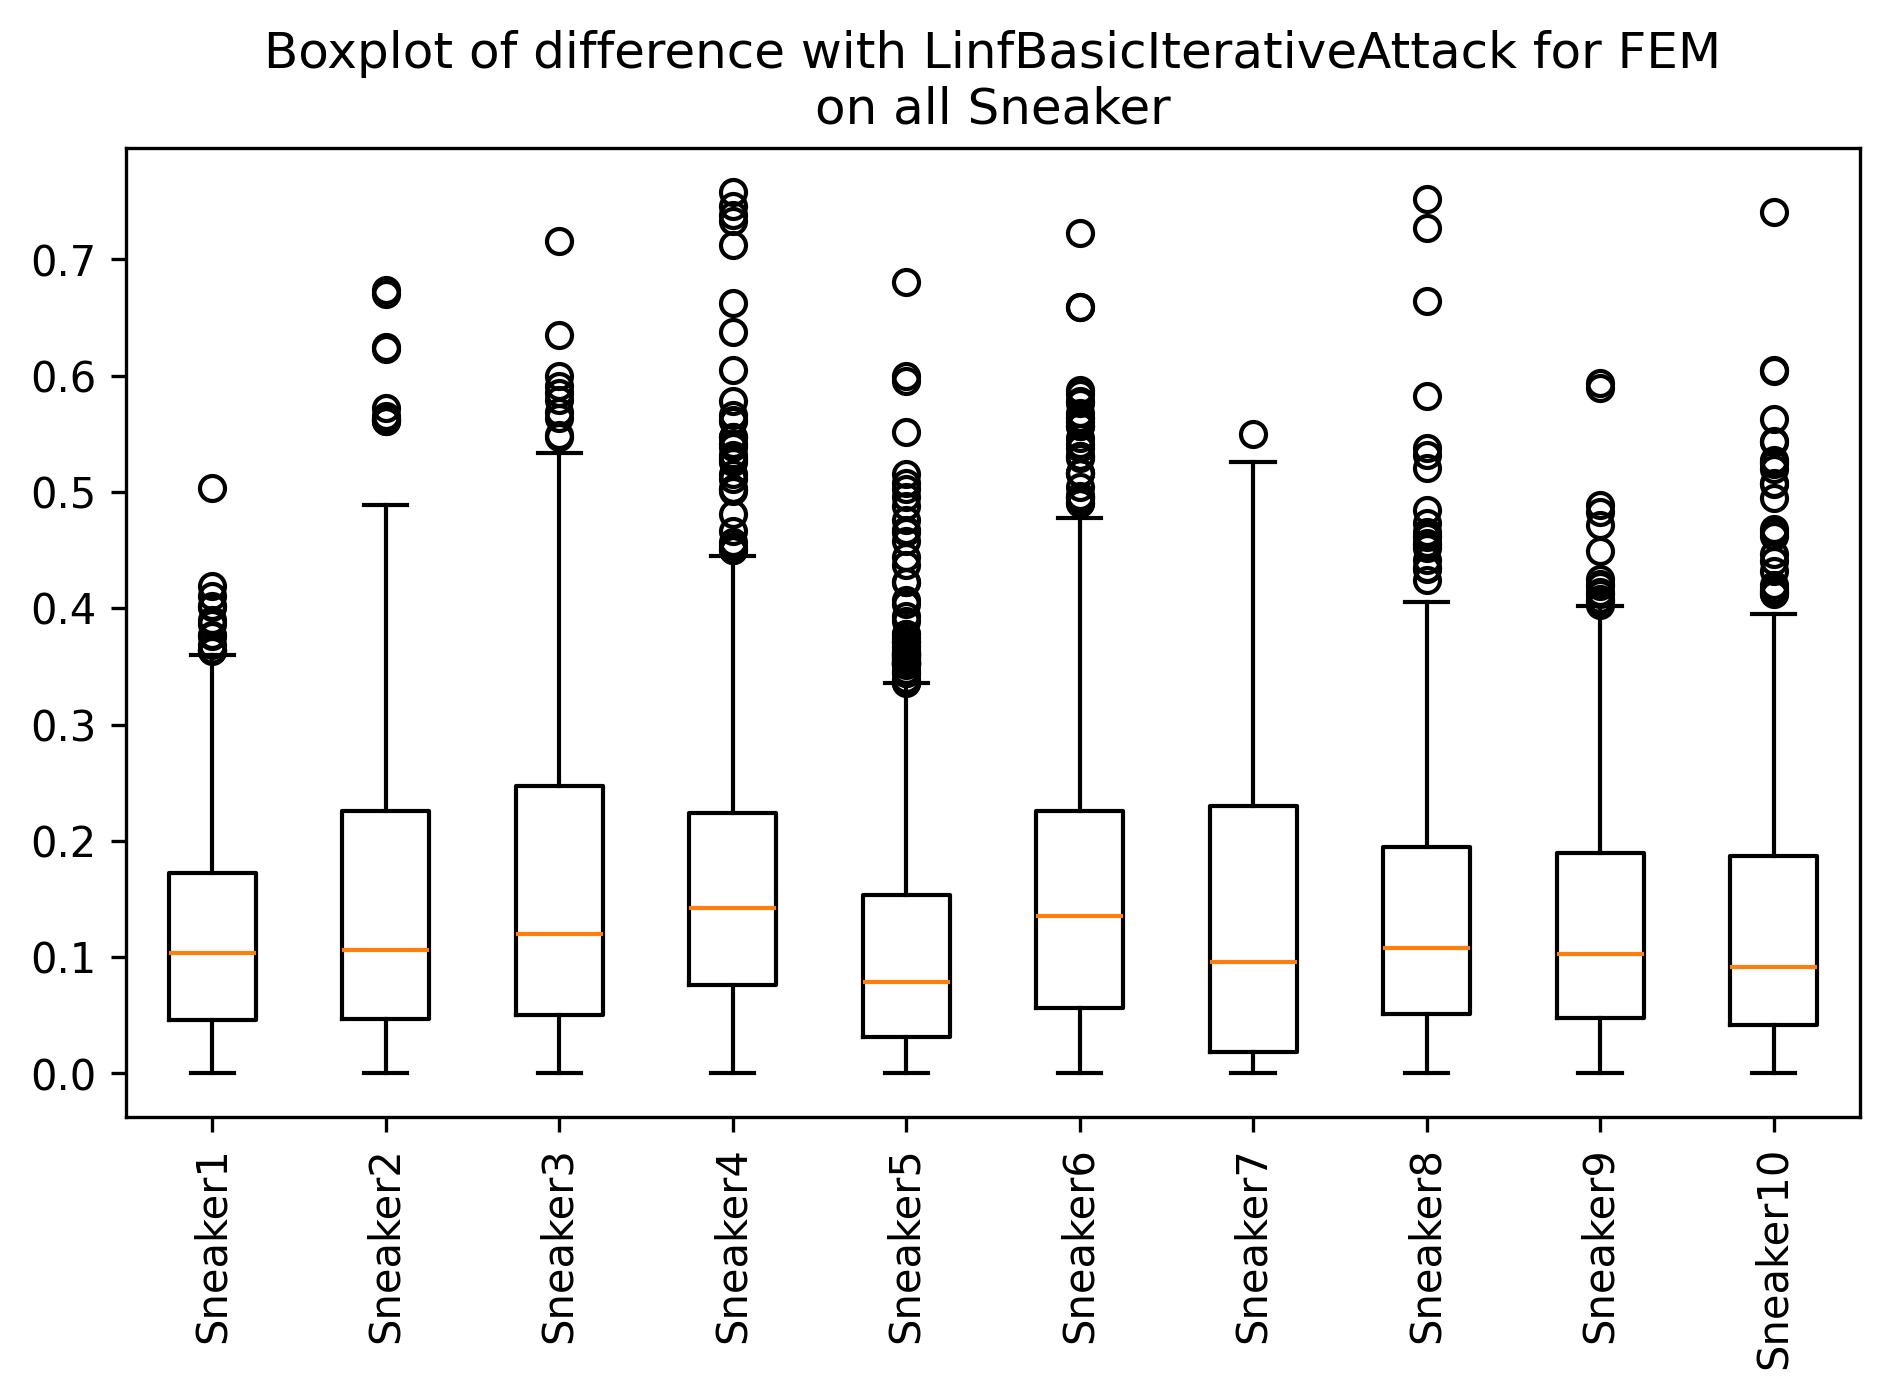 Boxplot of difference with LinfBasicIterativeAttack for FEM
on all Sneaker
0.7
0.6
0.5
0.4
0.3
0.2
0.1
0.0
Sneaker1
Sneaker2
Sneaker3
Sneaker4
Sneaker5
Sneaker6
Sneaker7
Sneaker8
Sneaker9
Sneaker10